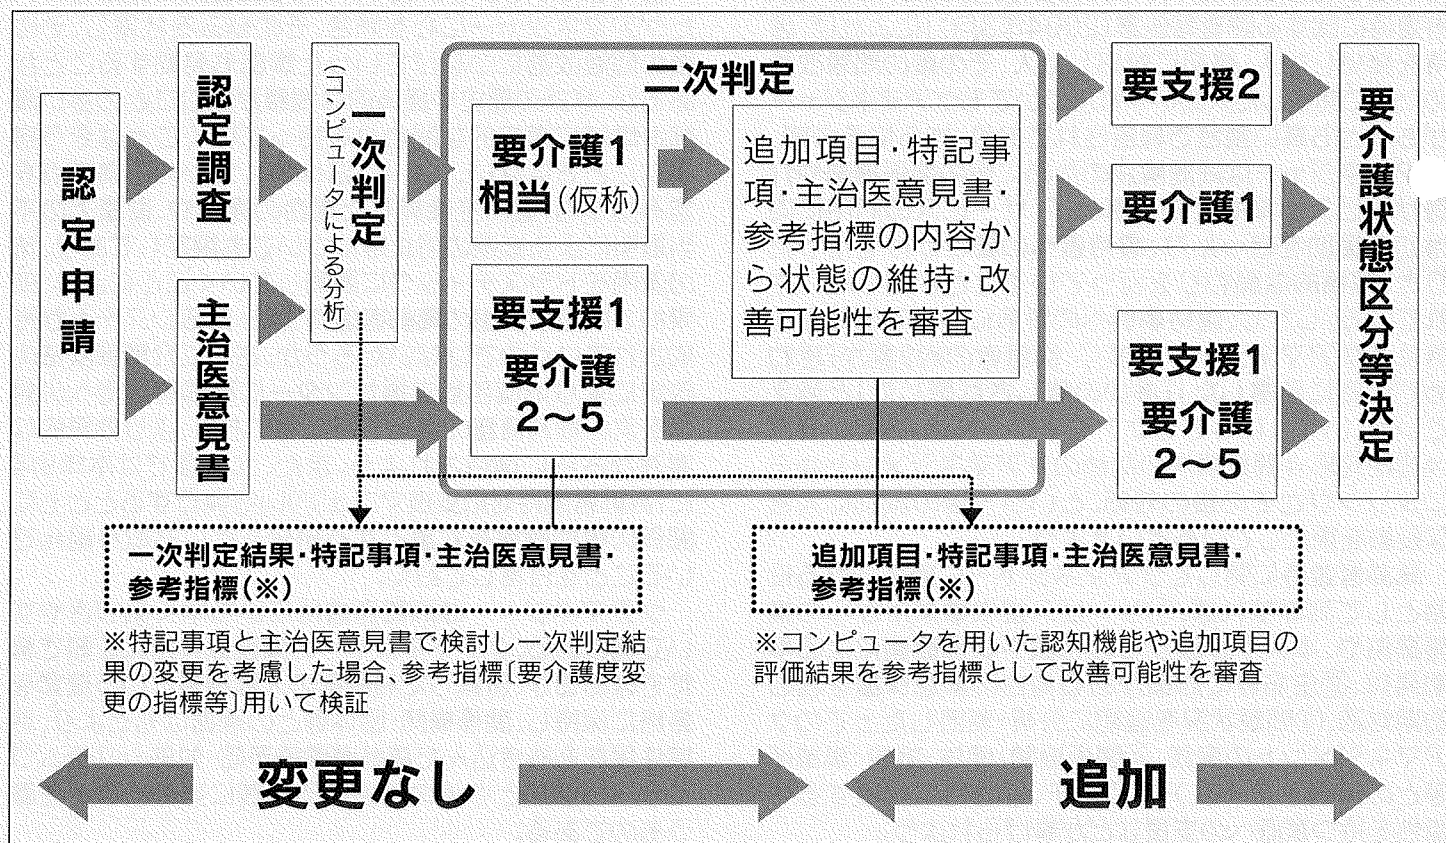 認定申請
認定調査
主治医意見書
一次判定
(コンピュータによる分析)
二次判定
要介護1
相当(仮称)
要支援1
要介護
2～5
追加項目・特記事
項・主治医意見書・
参考指標の内容か
ら状態の維持・改
善可能性を審査
要支援2
要介護1
要支援1
要介護
2～5
要介護状態区分等決定
一次判定結果・特記事項・主治医意見書・
参考指標(※)
※特記事項と主治医意見書で検討し一次判定結
果の変更を考慮した場合、参考指標〔要介護度変
更の指標等〕用いて検証
追加項目・特記事項・主治医意見書・
参考指標(※)
※コンピュータを用いた認知機能や追加項目の
評価結果を参考指標として改善可能性を審査
変更なし
追加